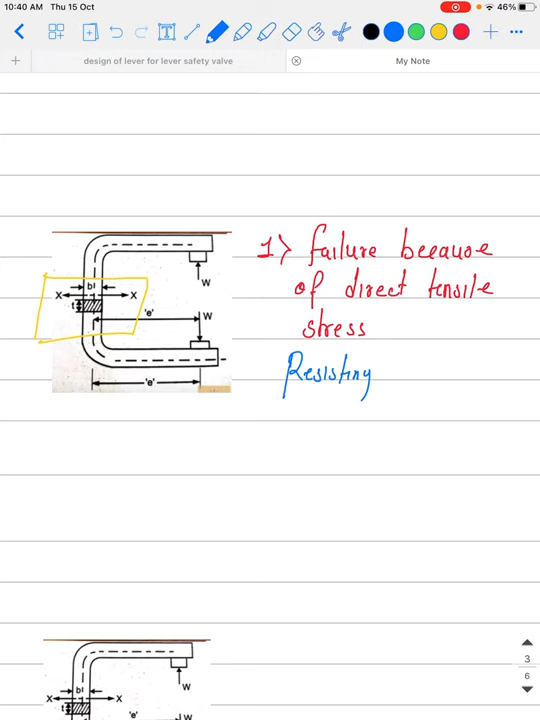 10:40 AM Thu 15 Oct
46%
design of lever for lever safety valve
My Note
1> failure because
of direct tensile
stress
Resisting
b
W
X X
t
'e' W
'e'
3
6
b
W
X X
t
'e' W